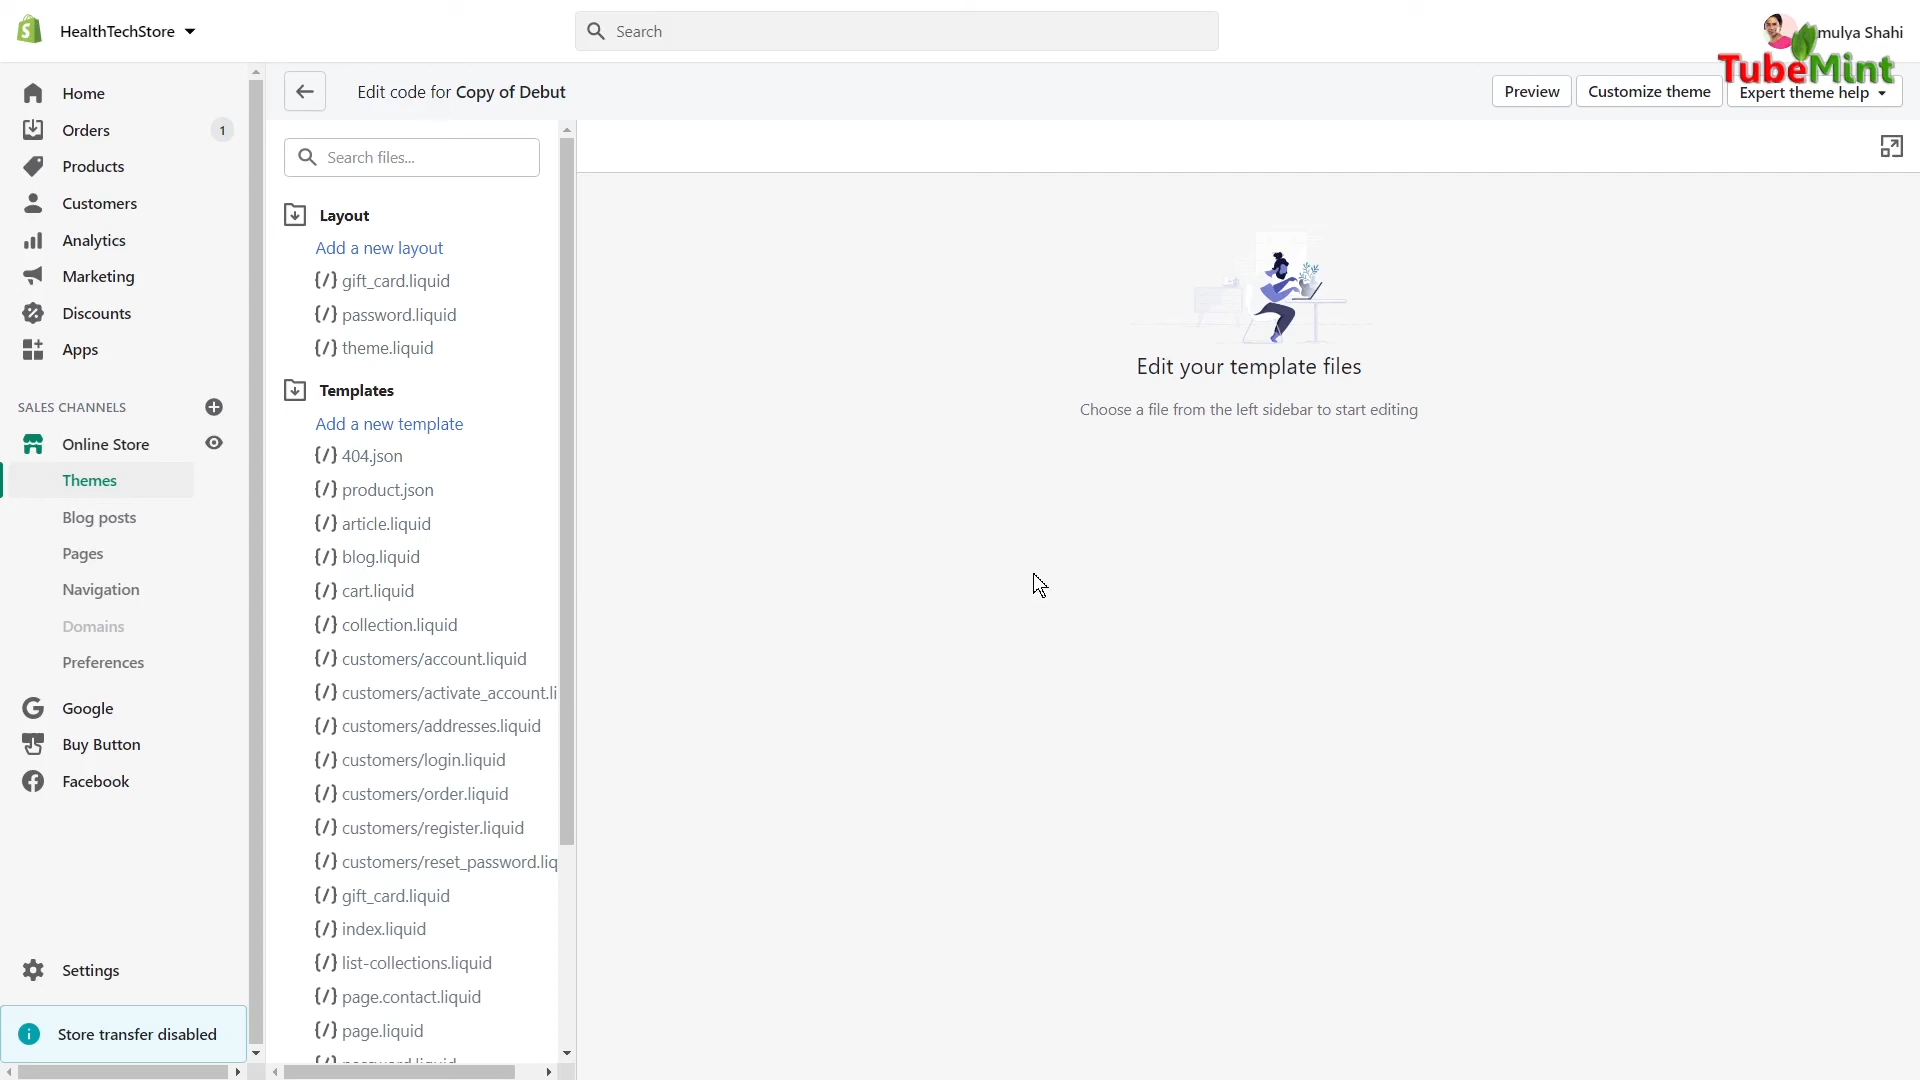 HealthTechStore
Search
mulya Shahi
TubeMint
Home
Orders
1
Products
Customers
Analytics
Marketing
Discounts
Apps
SALES CHANNELS
Online Store
Themes
Blog posts
Pages
Navigation
Domains
Preferences
Google
Buy Button
Facebook
Settings
Store transfer disabled
Edit code for Copy of Debut
Preview
Customize theme
Expert theme help
Search files...
Layout
Add a new layout
{/} gift_card.liquid
{/} password.liquid
{/} theme.liquid
Templates
Add a new template
{/} 404.json
{/} product.json
{/} article.liquid
{/} blog.liquid
{/} cart.liquid
{/} collection.liquid
{/} customers/account.liquid
{/} customers/activate_account.li
{/} customers/addresses.liquid
{/} customers/login.liquid
{/} customers/order.liquid
{/} customers/register.liquid
{/} customers/reset_password.liq
{/} gift_card.liquid
{/} index.liquid
{/} list-collections.liquid
{/} page.contact.liquid
{/} page.liquid
Edit your template files
Choose a file from the left sidebar to start editing